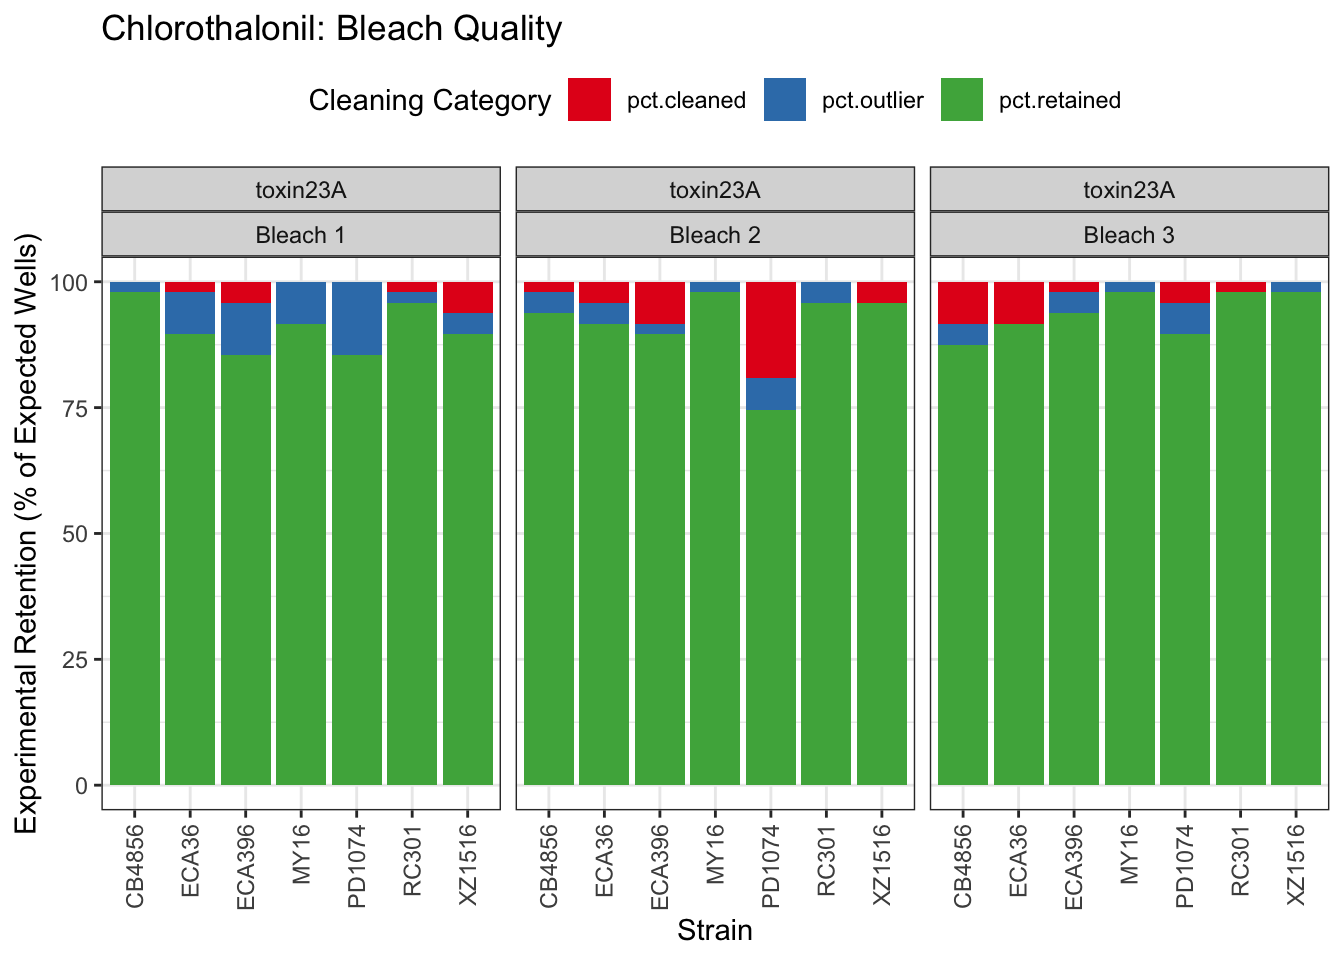 Chlorothalonil: Bleach Quality
Cleaning Category pct.cleaned pct.outlier pct.retained
toxin23A toxin23A toxin23A
Bleach 1 Bleach 2 Bleach 3
Experimental Retention (% of Expected Wells)
100
75
50
25
0
CB4856 ECA36 ECA396 MY16 PD1074 RC301 XZ1516 CB4856 ECA36 ECA396 MY16 PD1074 RC301 XZ1516 CB4856 ECA36 ECA396 MY16 PD1074 RC301 XZ1516
Strain